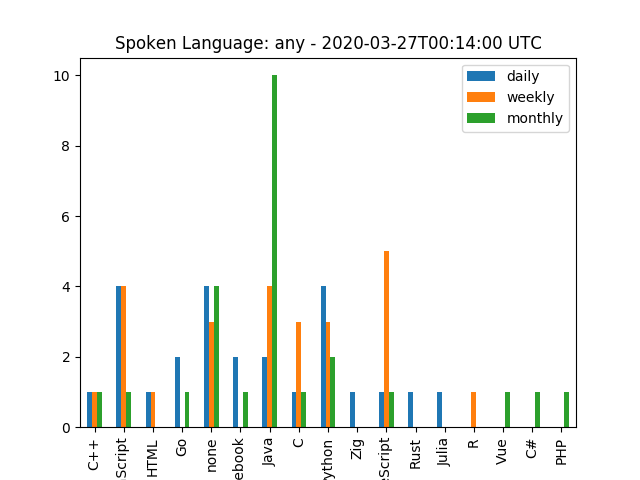 Spoken Language: any - 2020-03-27T00:14:00 UTC
daily
weekly
monthly
10
8
6
4
2
0
C++
Script
HTML
Go
none
ebook
Java
C
ython
Zig
eScript
Rust
Julia
R
Vue
C#
PHP